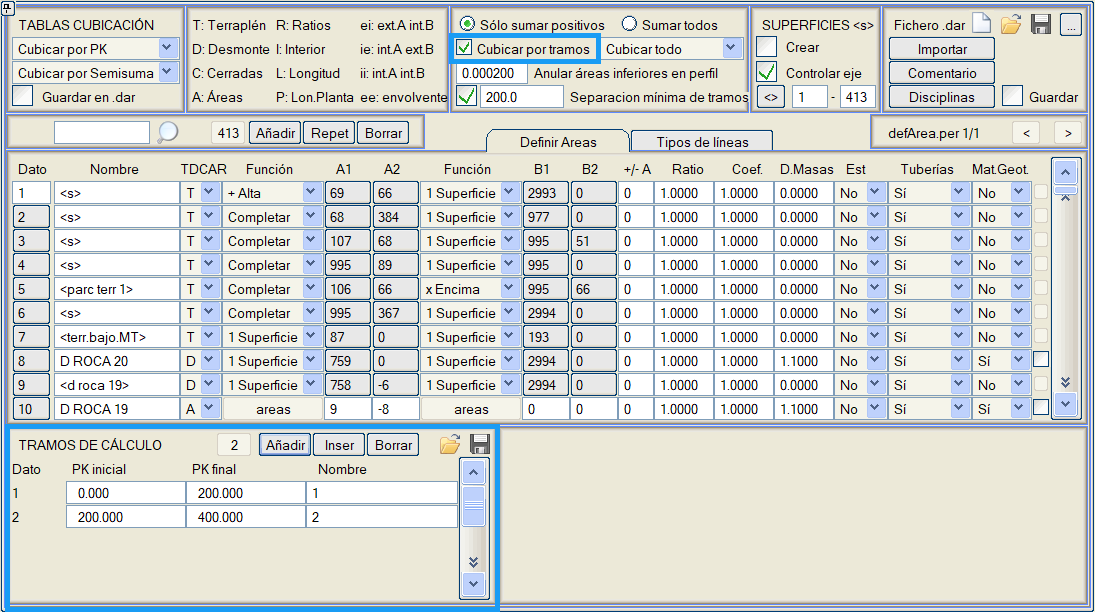 TABLAS CUBICACIÓN
Cubicar por PK
Cubicar por Semisuma
Guardar en .dar
T: Terraplén R: Ratios ei: ext.A int.B
D: Desmonte I: Interior ie: int.A ext.B
C: Cerradas L: Longitud ii: int.A int.B
A: Áreas P: Lon.Planta ee: envolvente
Sólo sumar positivos Sumar todos
Cubicar por tramos Cubicar todo
0.000200 Anular áreas inferiores en perfil
200.0 Separacion mínima de tramos
SUPERFICIES <s>
Crear
Controlar eje
<> 1 - 413
Fichero .dar ...
Importar
Comentario
Disciplinas Guardar
413 Añadir Repet Borrar
Definir Areas Tipos de líneas
defArea.per 1/1 < >
Dato Nombre TDCAR Función A1 A2 Función B1 B2 +/- A Ratio Coef. D.Masas Est Tuberías Mat.Geot.
1 <s> T + Alta 69 66 1 Superficie 2993 0 0 1.0000 1.0000 0.0000 No Sí No
2 <s> T Completar 68 384 1 Superficie 977 0 0 1.0000 1.0000 0.0000 No Sí No
3 <s> T Completar 107 68 1 Superficie 995 51 0 1.0000 1.0000 0.0000 No Sí No
4 <s> T Completar 995 89 1 Superficie 995 0 0 1.0000 1.0000 0.0000 No Sí No
5 <parc terr 1> T Completar 106 66 x Encima 995 66 0 1.0000 1.0000 0.0000 No Sí No
6 <s> T Completar 995 367 1 Superficie 2994 0 0 1.0000 1.0000 0.0000 No Sí No
7 <terr.bajo.MT> T 1 Superficie 87 0 1 Superficie 193 0 0 1.0000 1.0000 0.0000 No Sí No
8 D ROCA 20 D 1 Superficie 759 0 1 Superficie 2994 0 0 1.0000 1.0000 1.1000 No Sí Sí
9 <d roca 19> D 1 Superficie 758 -6 1 Superficie 2994 0 0 1.0000 1.0000 0.0000 No Sí No
10 D ROCA 19 A areas 9 -8 areas 0 0 0 1.0000 1.0000 1.1000 No Sí Sí
TRAMOS DE CÁLCULO 2 Añadir Inser Borrar
Dato PK inicial PK final Nombre
1 0.000 200.000 1
2 200.000 400.000 2